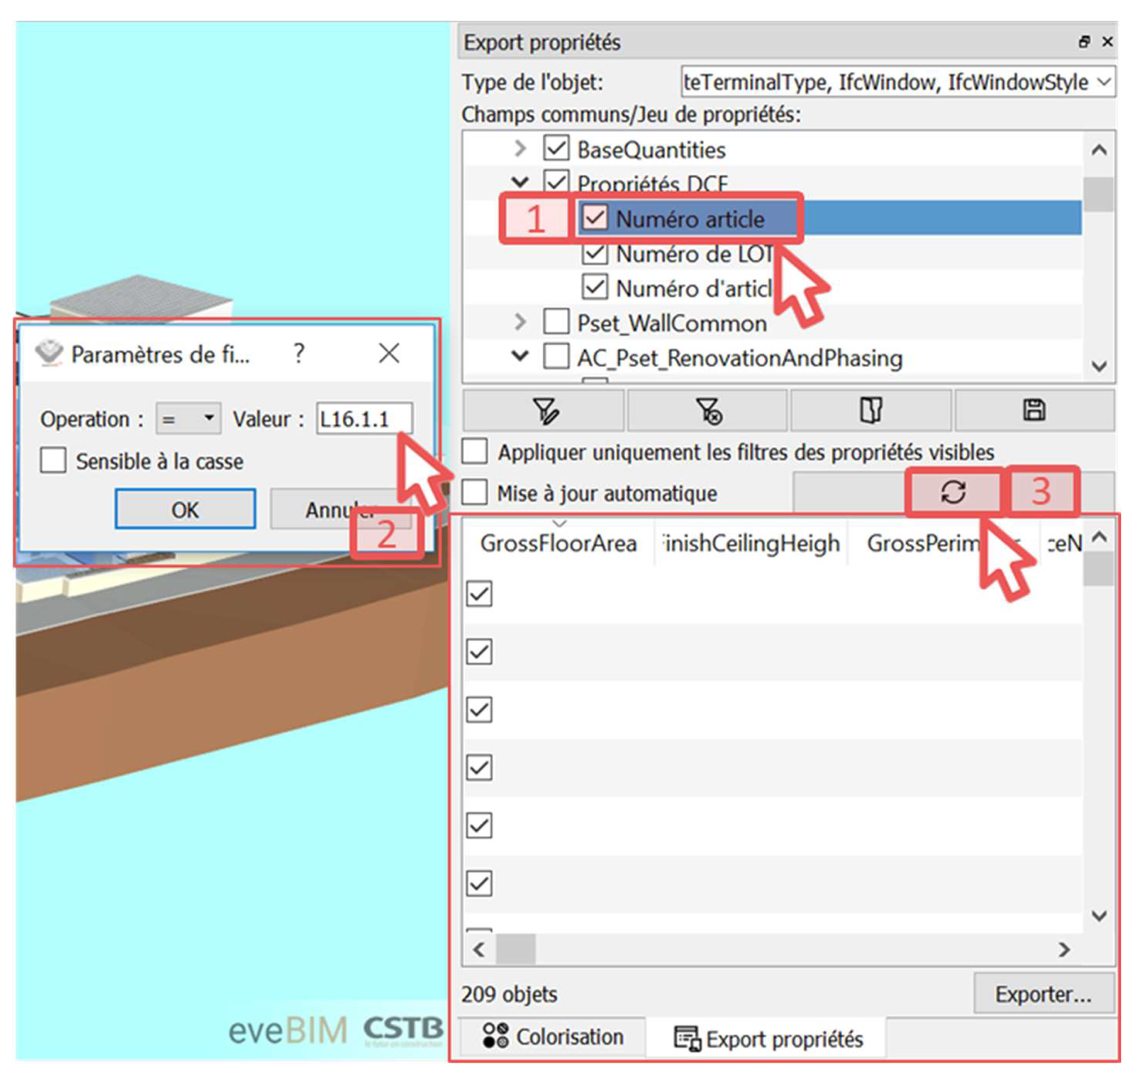 Export propriétés
Type de l'objet: teTerminalType, IfcWindow, IfcWindowStyle
Champs communs/Jeu de propriétés:
BaseQuantities
Propriétés DCE
1 Numéro article
Numéro de LOT
Numéro d'articl
Pset_WallCommon
AC_Pset_RenovationAndPhasing
Paramètres de fi... ?
Operation : = Valeur : L16.1.1
Sensible à la casse
OK Annuler
2
Appliquer uniquement les filtres des propriétés visibles
Mise à jour automatique 3
GrossFloorArea inishCeilingHeigh GrossPerim ceN
209 objets Exporter...
eveBIM CSTB
Colorisation Export propriétés